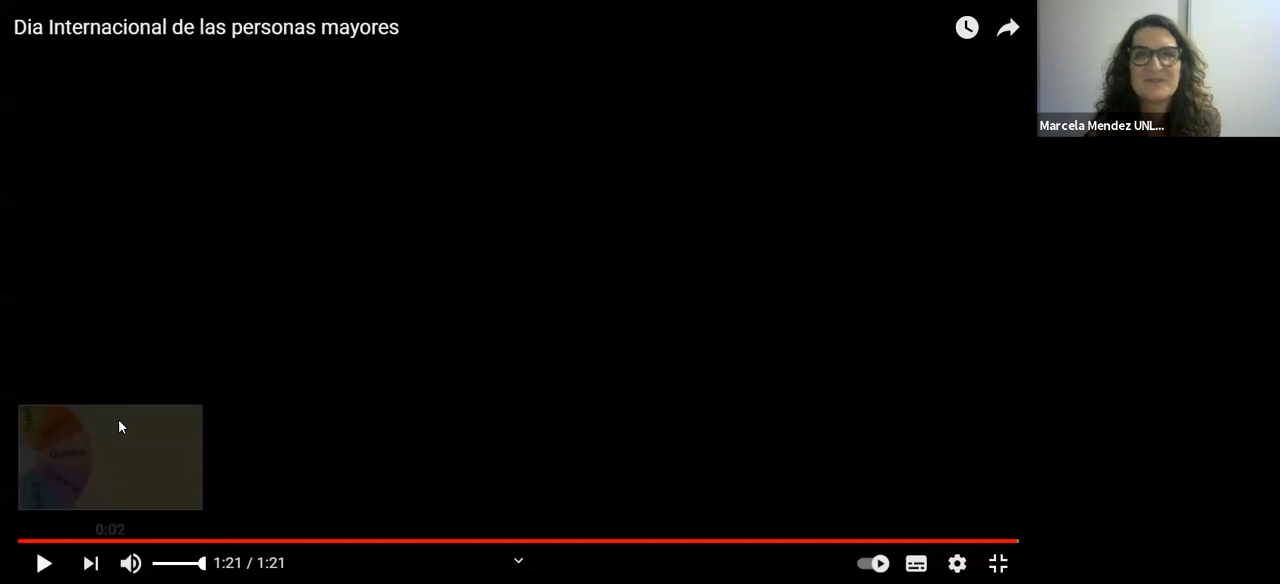 Dia Internacional de las personas mayores
Marcela Mendez UNL...
0:02
1:21 / 1:21